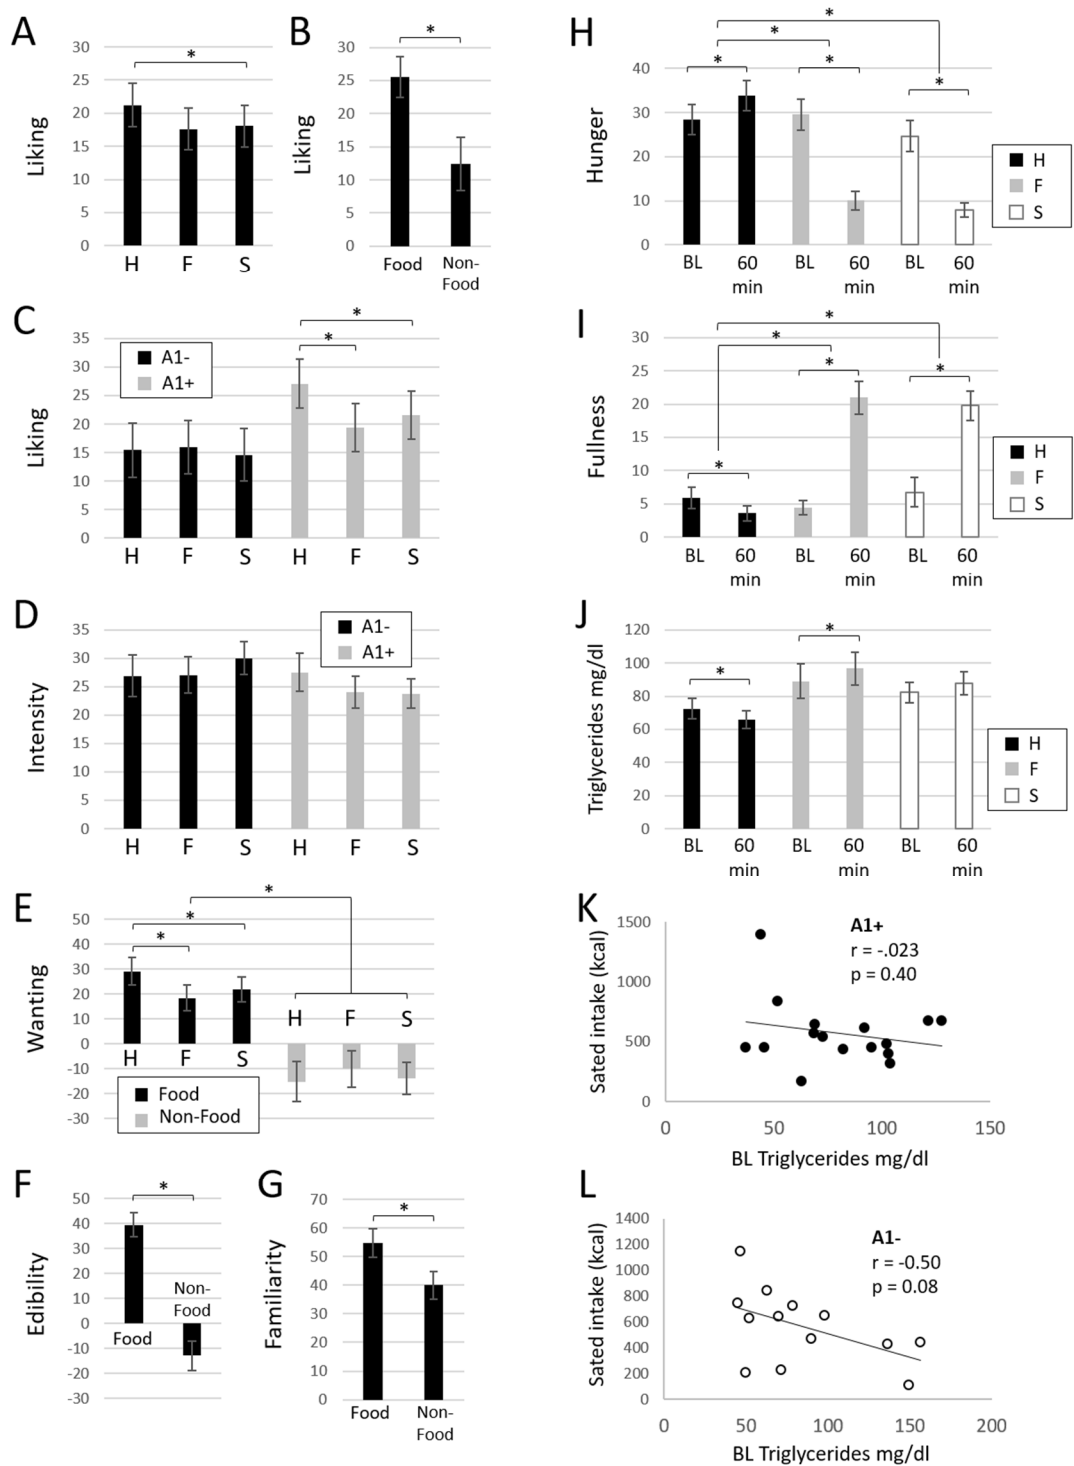 A
*
30
25
20
15
10
5
0
Liking
H F S
B
*
30
25
20
15
10
5
0
Liking
Food Non-
Food
C
*
*
35
30
25
20
15
10
5
0
Liking
A1-
A1+
H F S H F S
D
35
30
25
20
15
10
5
0
Intensity
A1-
A1+
H F S H F S
E
*
*
*
50
40
30
20
10
0
-10
-20
-30
Wanting
H F S
H F S
Food
Non-Food
F
*
50
40
30
20
10
0
-10
-20
-30
Edibility
Non-
Food
Food
G
*
70
60
50
40
30
20
10
0
Familiarity
Food Non-
Food
H
*
*
* * *
40
30
20
10
0
Hunger
H
F
S
BL 60 BL 60 BL 60
min min min
I
*
*
* * *
30
25
20
15
10
5
0
Fullness
H
F
S
BL 60 BL 60 BL 60
min min min
J
* *
120
100
80
60
40
20
0
Triglycerides mg/dl
H
F
S
BL 60 BL 60 BL 60
min min min
K
1500
1000
500
0
Sated intake (kcal)
A1+
r = -.023
p = 0.40
0 50 100 150
BL Triglycerides mg/dl
L
1400
1200
1000
800
600
400
200
0
Sated intake (kcal)
A1-
r = -0.50
p = 0.08
0 50 100 150 200
BL Triglycerides mg/dl